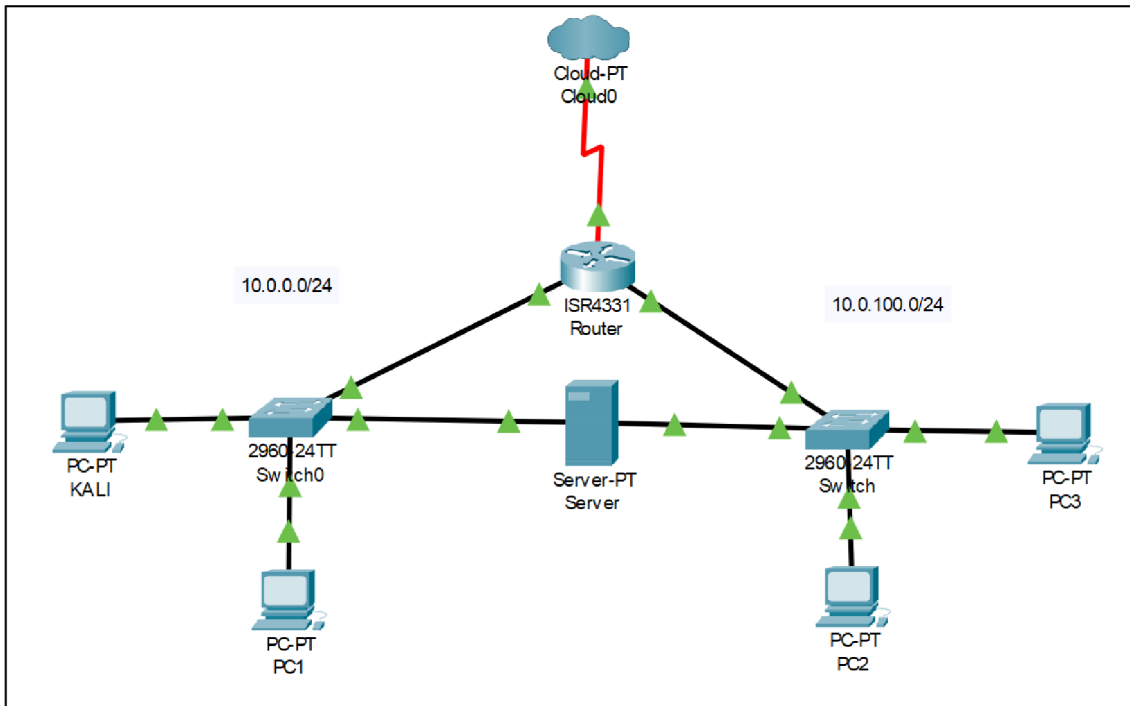 Cloud-PT
Cloud0
ISR4331
Router
10.0.0.0/24
10.0.100.0/24
PC-PT
KALI
2960-24TT
Switch0
Server-PT
Server
2960-24TT
Switch
PC-PT
PC3
PC-PT
PC1
PC-PT
PC2